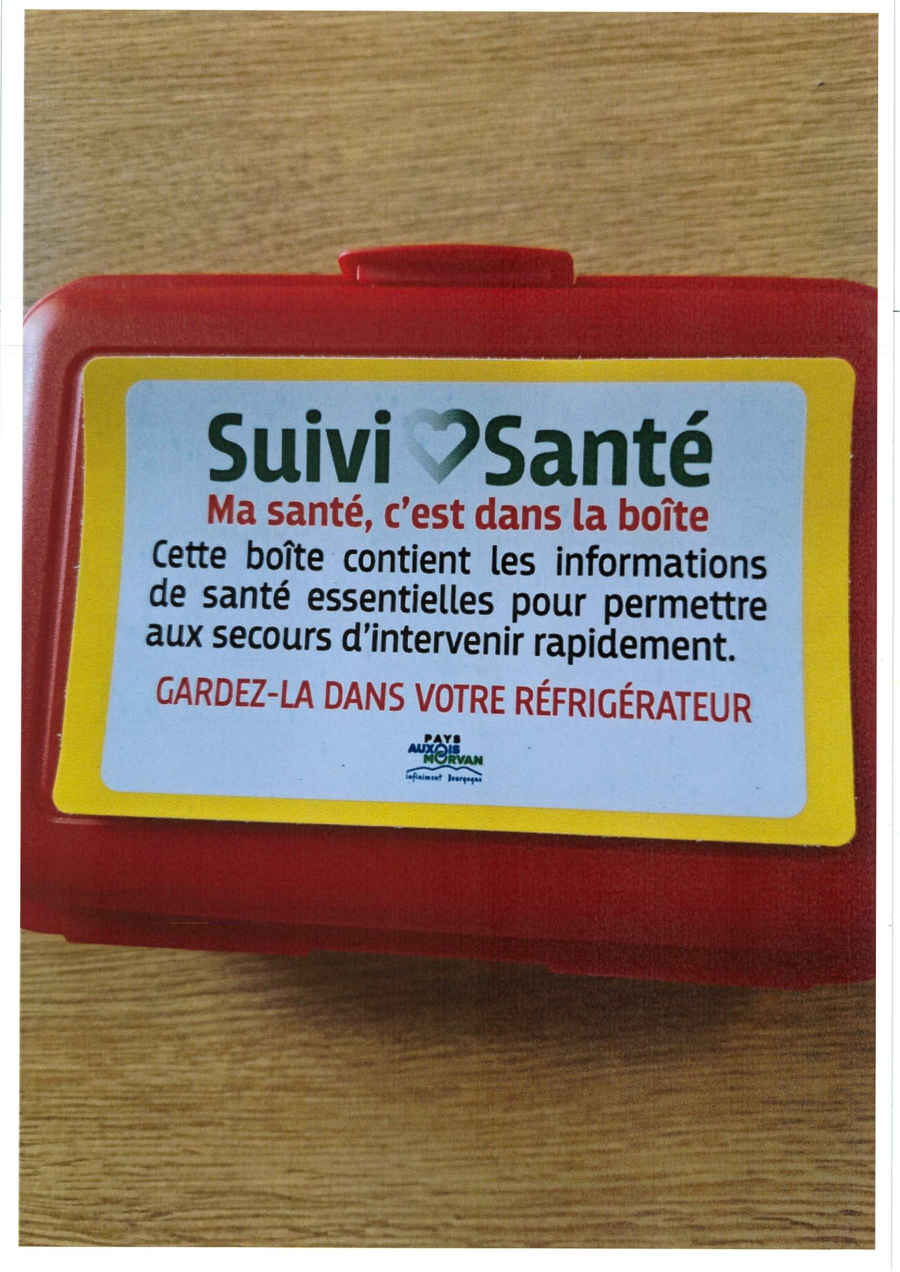 Suivi Santé
Ma santé, c'est dans la boîte
Cette boîte contient les informations
de santé essentielles pour permettre
aux secours d'intervenir rapidement.
GARDEZ-LA DANS VOTRE RÉFRIGÉRATEUR
PAYS
AUXOIS
MORVAN
Infiniment Bourgogne